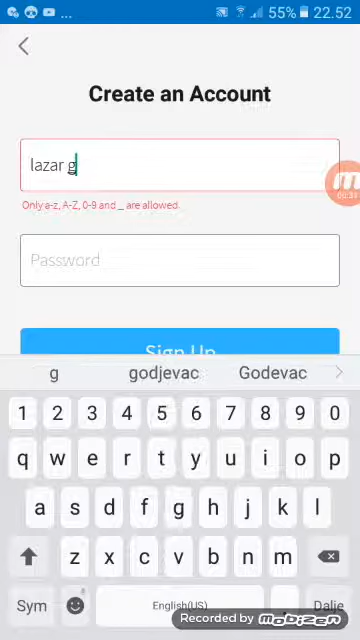 ... 55% 22.52
Create an Account
lazar g
Only a-z, A-Z, 0-9 and _ are allowed.
Password
Sign Up
g godjevac Godevac
1 2 3 4 5 6 7 8 9 0
q w e r t y u i o p
a s d f g h j k l
z x c v b n m
Sym English(US) Dalje
Recorded by mobizen